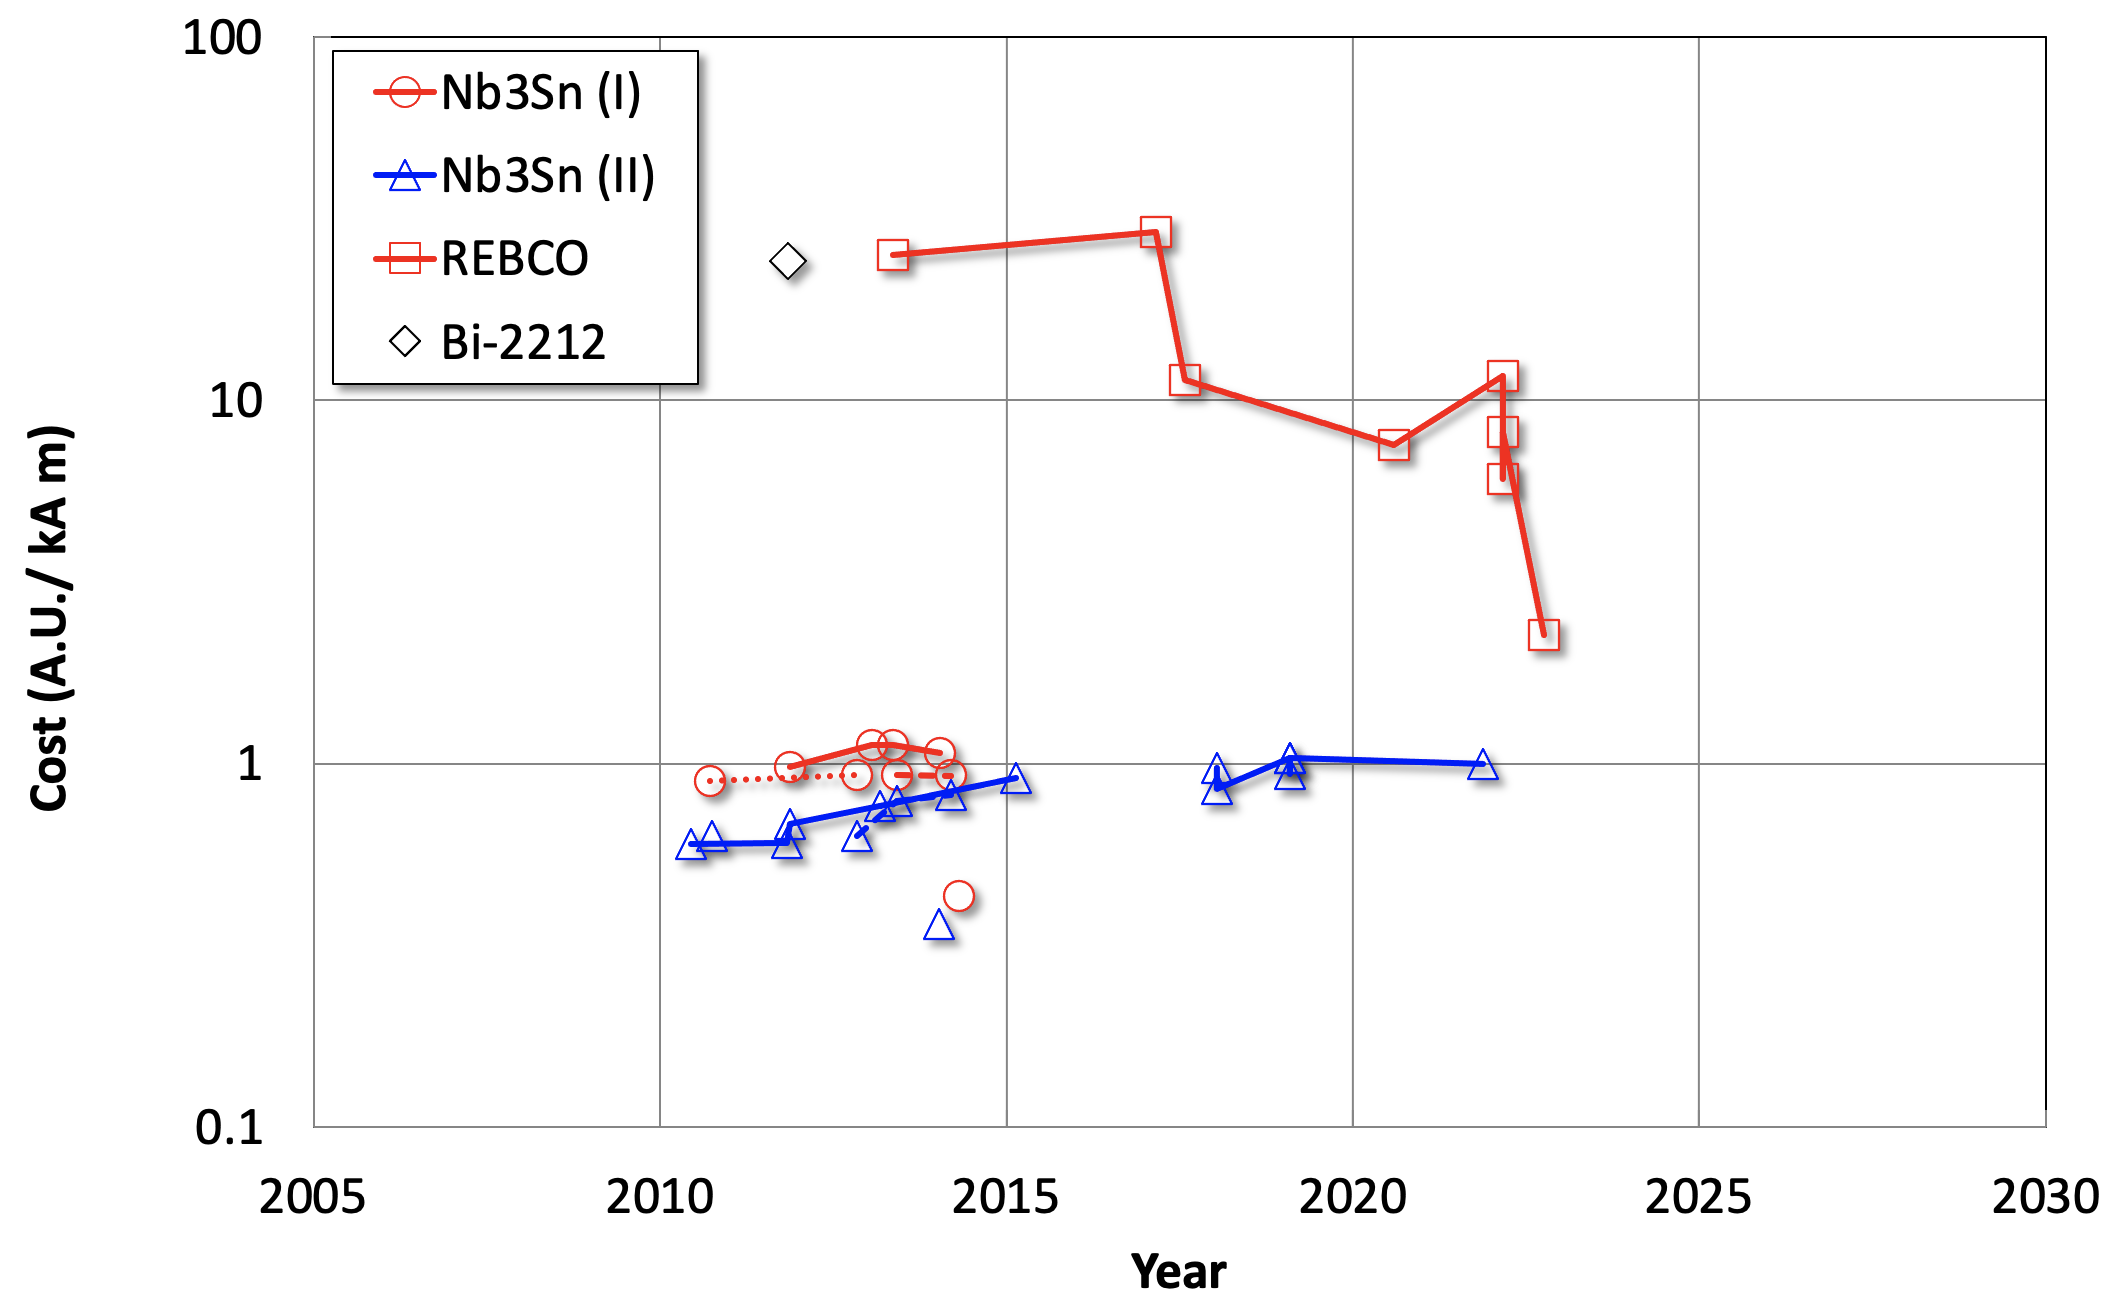 100
Nb3Sn (I)
Nb3Sn (II)
REBCO
Bi-2212
10
1
0.1
Cost (A.U./ kA m)
2005 2010 2015 2020 2025 2030
Year